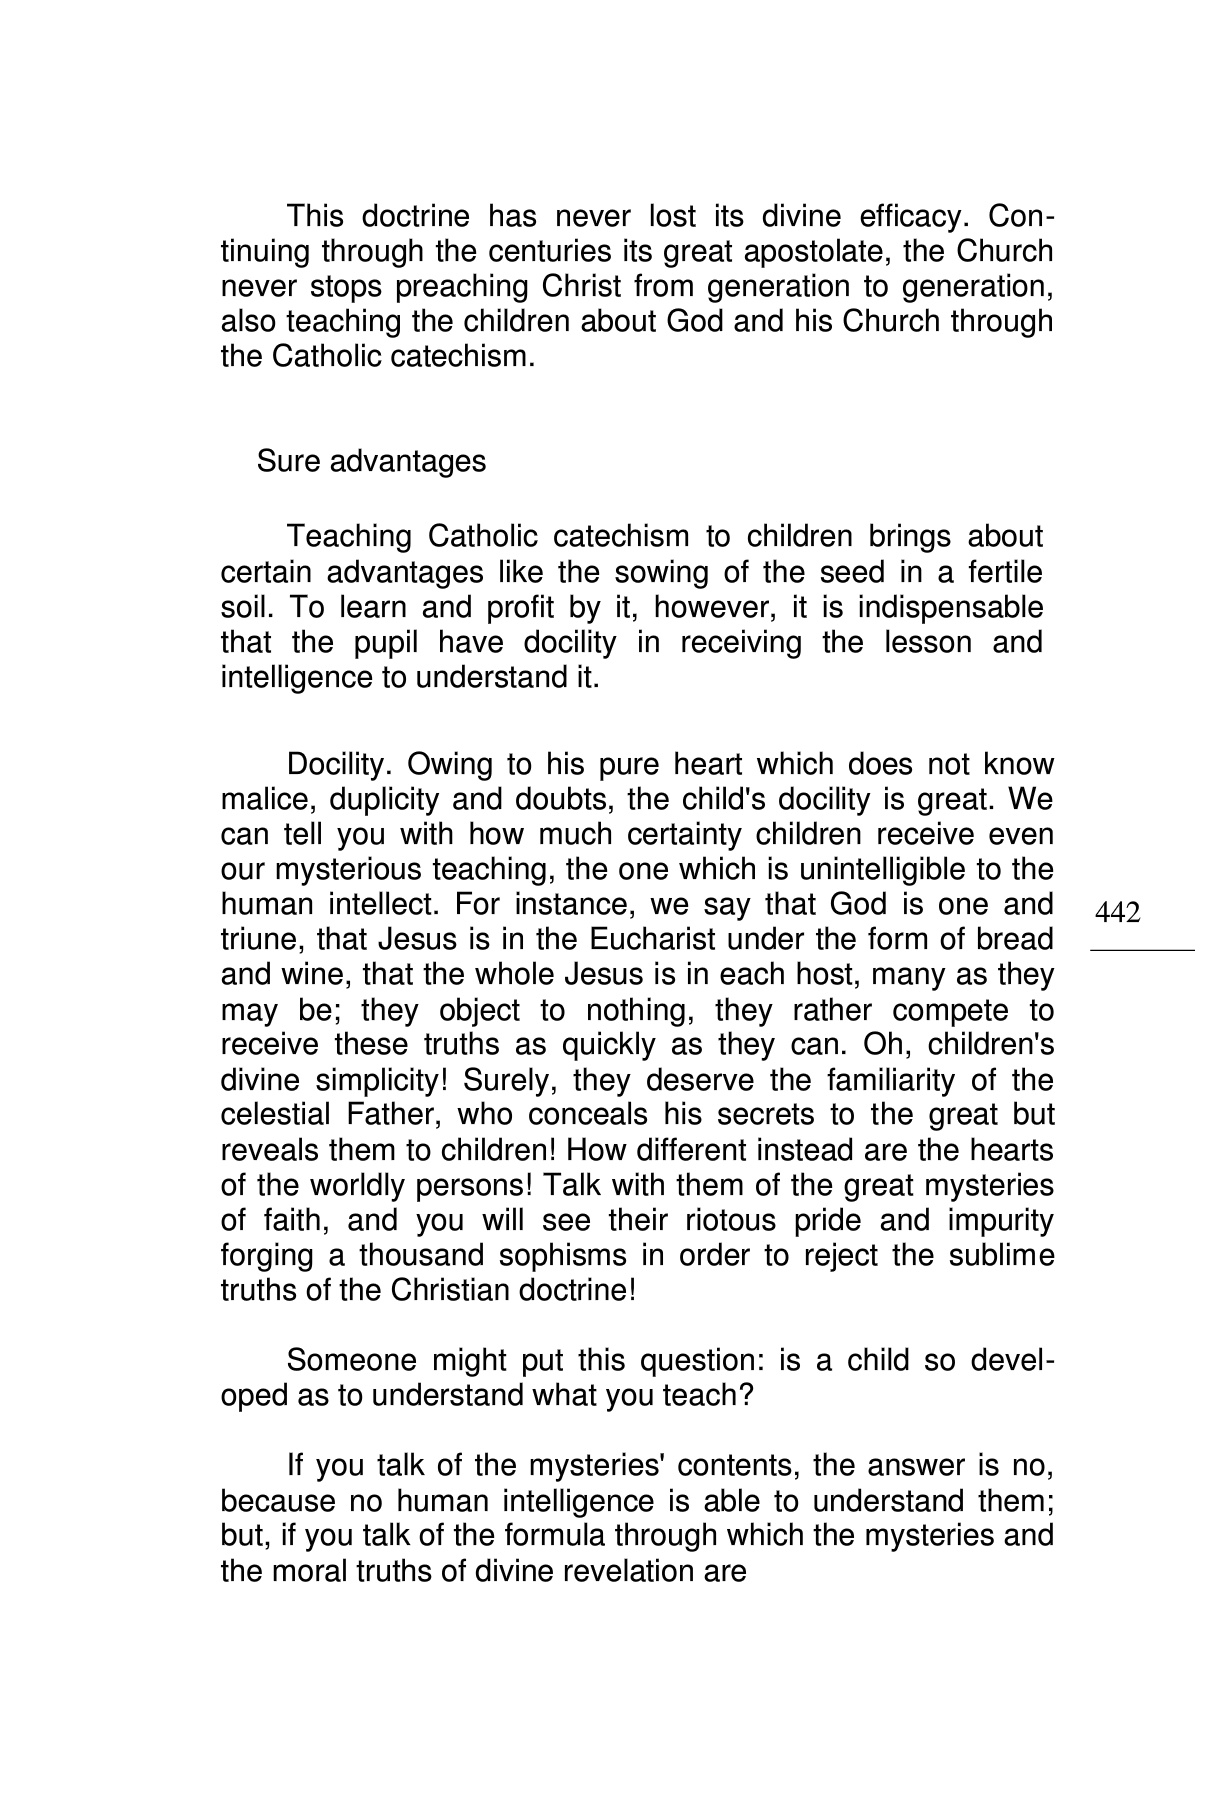 This doctrine has never lost its divine efficacy. Con-
tinuing through the centuries its great apostolate, the Church
never stops preaching Christ from generation to generation,
also teaching the children about God and his Church through
the Catholic catechism.
Sure advantages
Teaching Catholic catechism to children brings about
certain advantages like the sowing of the seed in a fertile
soil. To learn and profit by it, however, it is indispensable
that the pupil have docility in receiving the lesson and
intelligence to understand it.
Docility. Owing to his pure heart which does not know
malice, duplicity and doubts, the child's docility is great. We
can tell you with how much certainty children receive even
our mysterious teaching, the one which is unintelligible to the
human intellect. For instance, we say that God is one and
triune, that Jesus is in the Eucharist under the form of bread
and wine, that the whole Jesus is in each host, many as they
may be; they object to nothing, they rather compete to
receive these truths as quickly as they can. Oh, children's
divine simplicity! Surely, they deserve the familiarity of the
celestial Father, who conceals his secrets to the great but
reveals them to children! How different instead are the hearts
of the worldly persons! Talk with them of the great mysteries
of faith, and you will see their riotous pride and impurity
forging a thousand sophisms in order to reject the sublime
truths of the Christian doctrine!
Someone might put this question: is a child so devel-
oped as to understand what you teach?
If you talk of the mysteries' contents, the answer is no,
because no human intelligence is able to understand them;
but, if you talk of the formula through which the mysteries and
the moral truths of divine revelation are
442